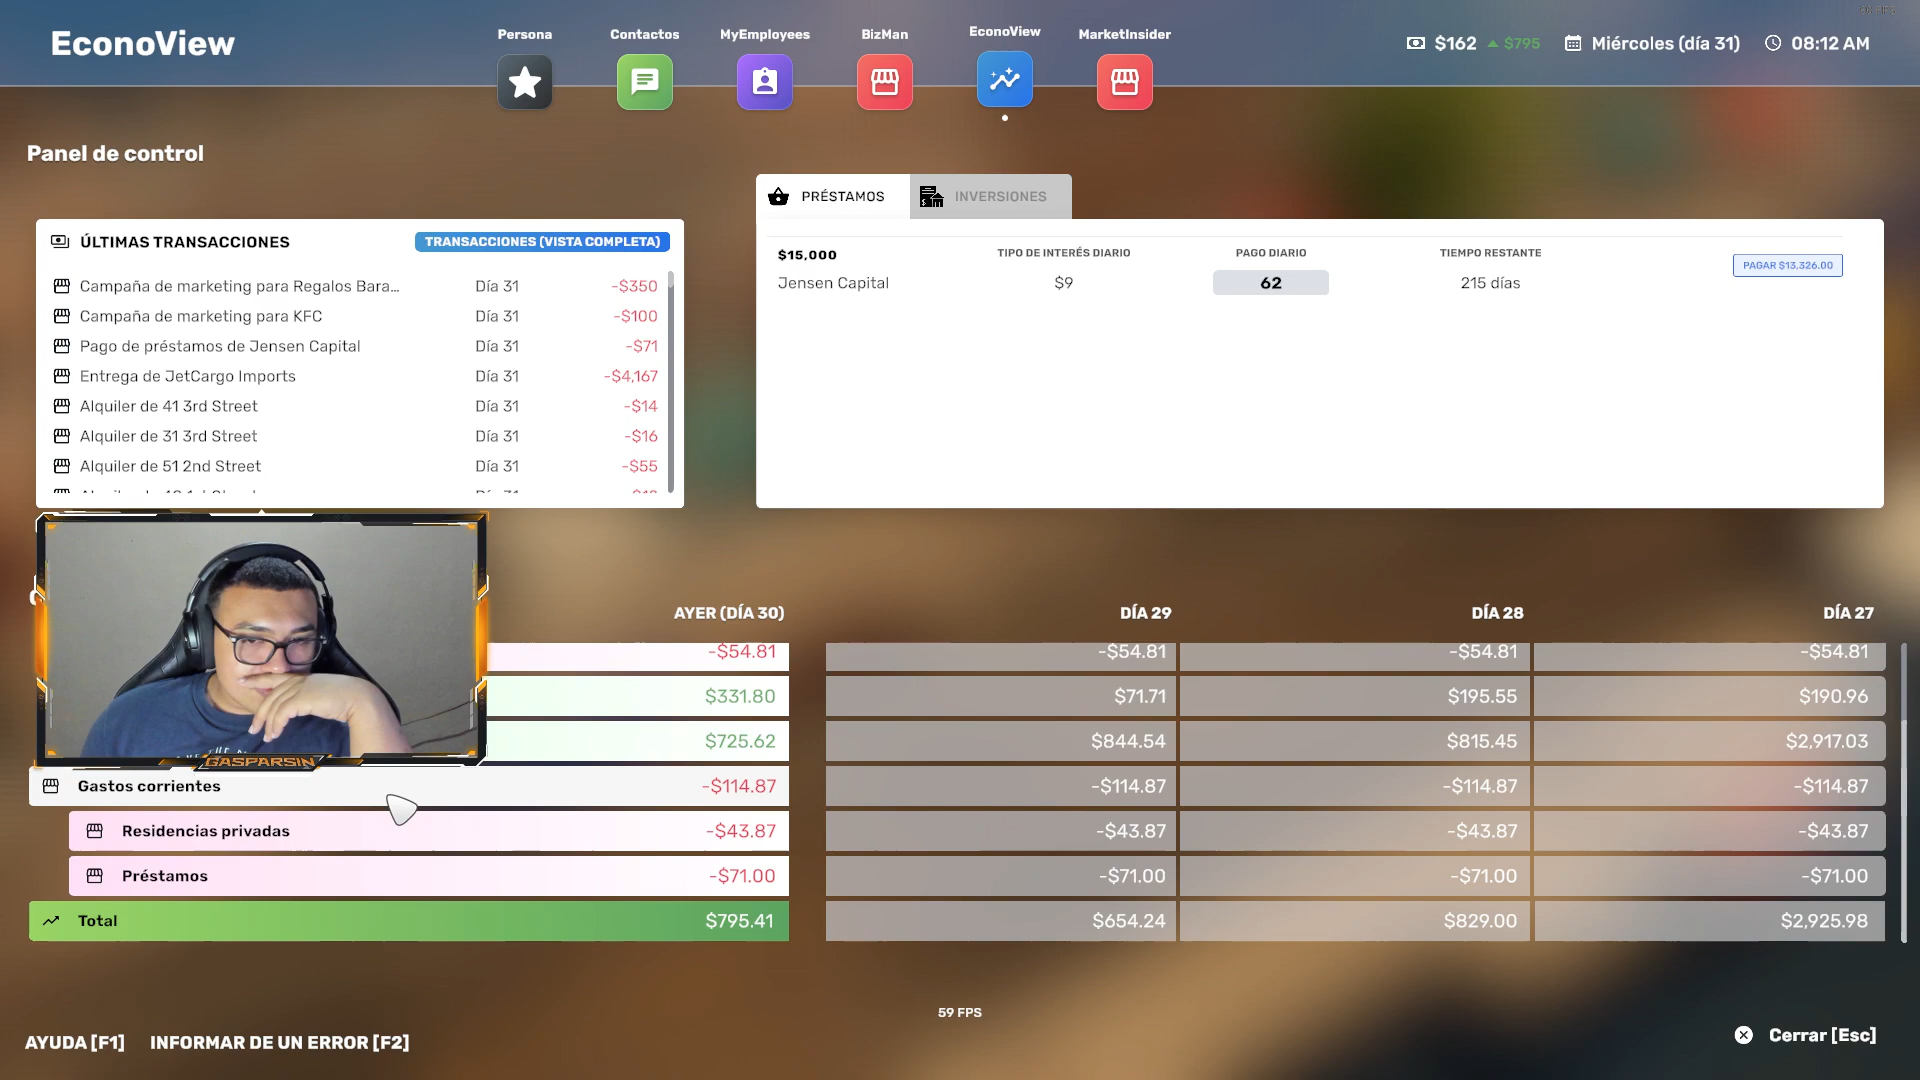 EconoView
Persona
Contactos
MyEmployees
BizMan
EconoView
MarketInsider
$162
$795
Miércoles (día 31)
08:12 AM
Panel de control
PRÉSTAMOS
INVERSIONES
ÚLTIMAS TRANSACCIONES
TRANSACCIONES (VISTA COMPLETA)
Campaña de marketing para Regalos Bara... Día 31 -$350
Campaña de marketing para KFC Día 31 -$100
Pago de préstamos de Jensen Capital Día 31 -$71
Entrega de JetCargo Imports Día 31 -$4,167
Alquiler de 41 3rd Street Día 31 -$14
Alquiler de 31 3rd Street Día 31 -$16
Alquiler de 51 2nd Street Día 31 -$55
$15,000 TIPO DE INTERÉS DIARIO PAGO DIARIO TIEMPO RESTANTE
PAGAR $13,326.00
Jensen Capital $9 62 215 días
GASPARSIN
AYER (DÍA 30) DÍA 29 DÍA 28 DÍA 27
-$54.81 -$54.81 -$54.81 -$54.81
$331.80 $71.71 $195.55 $190.96
$725.62 $844.54 $815.45 $2,917.03
Gastos corrientes -$114.87 -$114.87 -$114.87 -$114.87
Residencias privadas -$43.87 -$43.87 -$43.87 -$43.87
Préstamos -$71.00 -$71.00 -$71.00 -$71.00
Total $795.41 $654.24 $829.00 $2,925.98
59 FPS
AYUDA [F1]
INFORMAR DE UN ERROR [F2]
Cerrar [Esc]